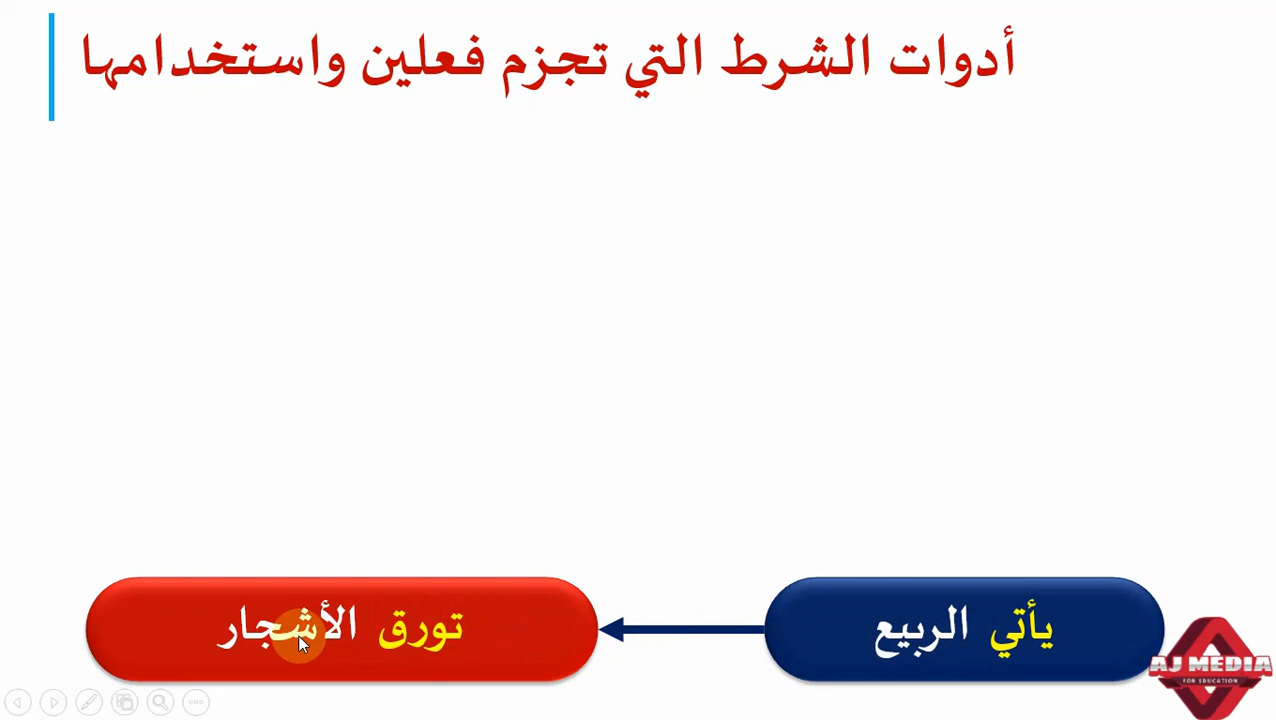 أدوات الشرط التي تجزم فعلين واستخدامها
يأتي الربيع
تورق الأشجار
AJ MEDIA
FOR EDUCATION